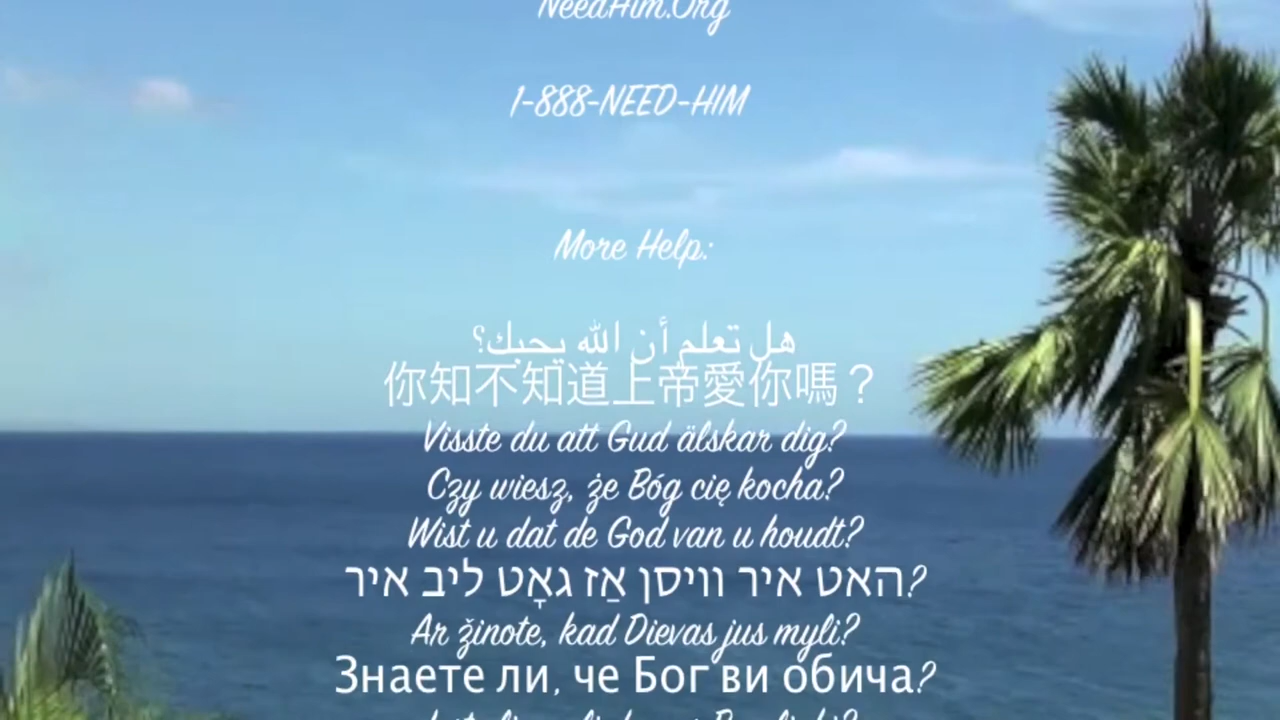 NeedHim.Org
1-888-NEED-HIM
More Help:
هل تعلم أن الله يحبك؟
你知不知道上帝愛你嗎？
Visste du att Gud älskar dig?
Czy wiesz, że Bóg cię kocha?
Wist u dat de God van u houdt?
האט איר וויסן אַז גאָט ליב איר?
Ar žinote, kad Dievas jus myli?
Знаете ли, че Бог ви обича?